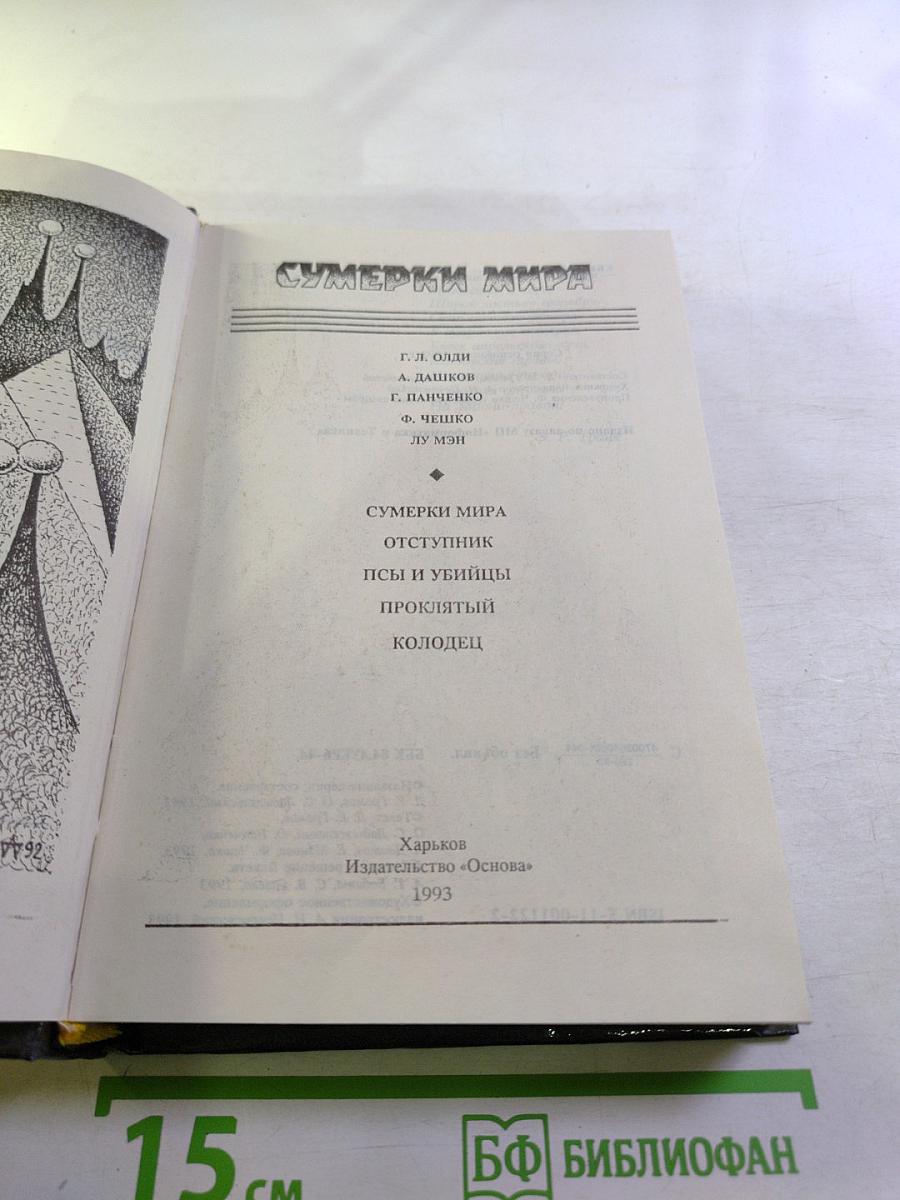 СУМЕРКИ МИРА
Г. Л. ОЛДИ
А. ДАШКОВ
Г. ПАНЧЕНКО
Ф. ЧЕШКО
ЛУ МЭН
СУМЕРКИ МИРА
ОТСТУПНИК
ПСЫ И УБИЙЦЫ
ПРОКЛЯТЫЙ
КОЛОДЕЦ
Харьков
Издательство «Основа»
1993
92
15 см
БФ БИБЛИОФАН